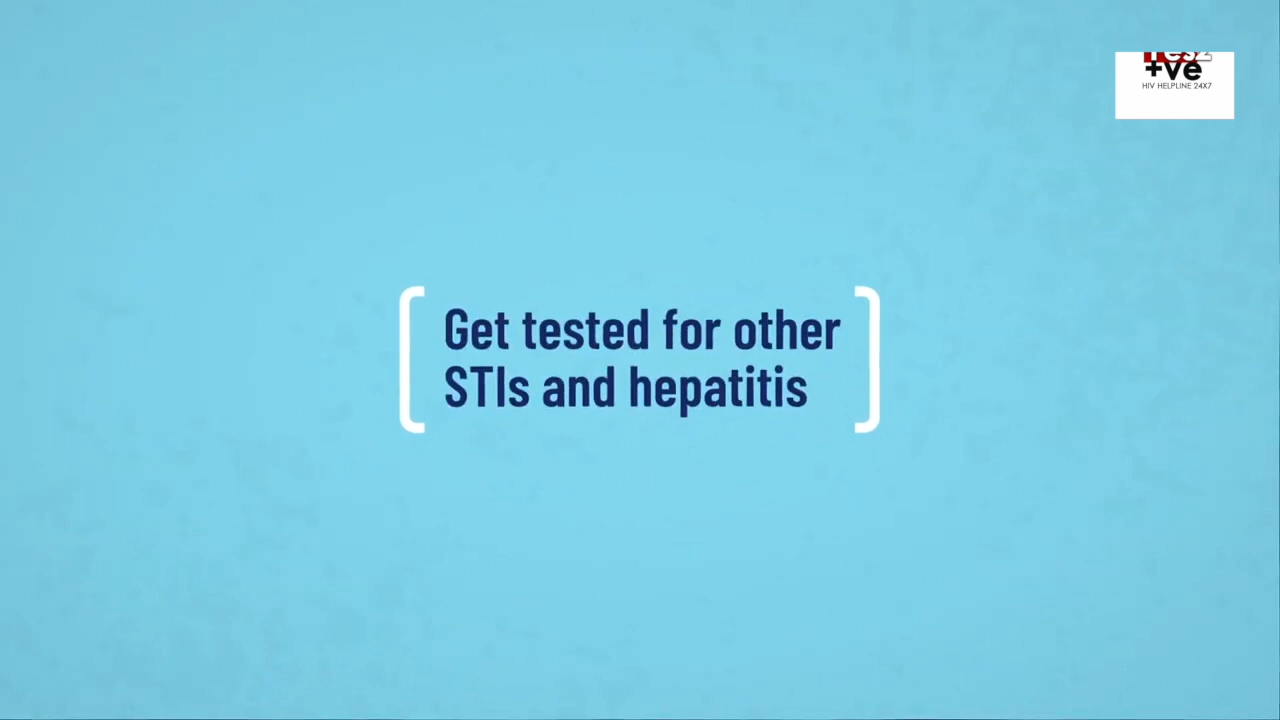 +ve
HIV HELPLINE 24X7
Get tested for other
STIs and hepatitis